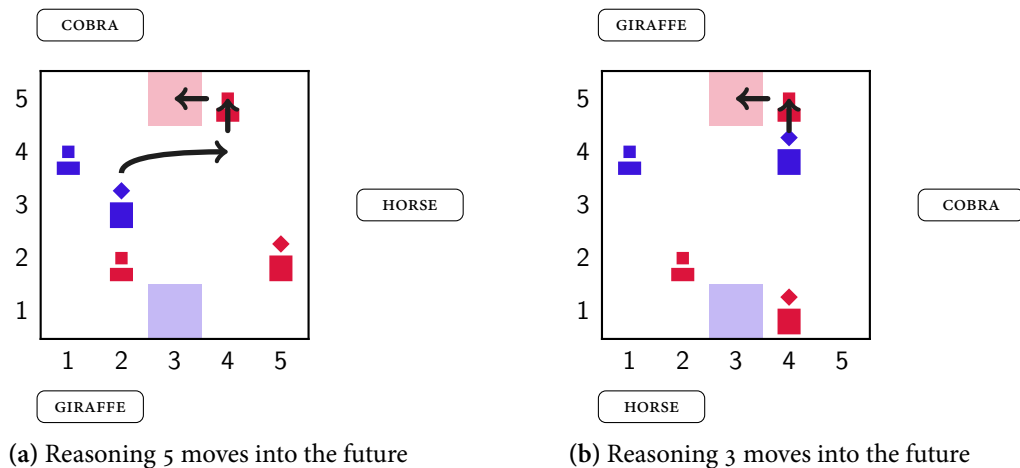 COBRA
GIRAFFE
5
4
3
2
1
1 2 3 4 5
HORSE
GIRAFFE
5
4
3
2
1
1 2 3 4 5
COBRA
HORSE
(a) Reasoning 5 moves into the future
(b) Reasoning 3 moves into the future